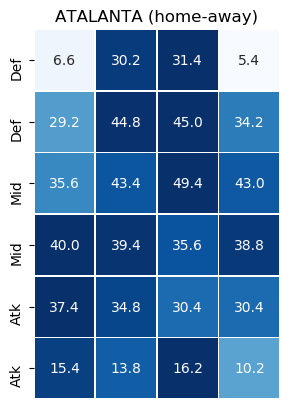 ATALANTA (home-away)
Def 6.6 30.2 31.4 5.4
Def 29.2 44.8 45.0 34.2
Mid 35.6 43.4 49.4 43.0
Mid 40.0 39.4 35.6 38.8
Atk 37.4 34.8 30.4 30.4
Atk 15.4 13.8 16.2 10.2